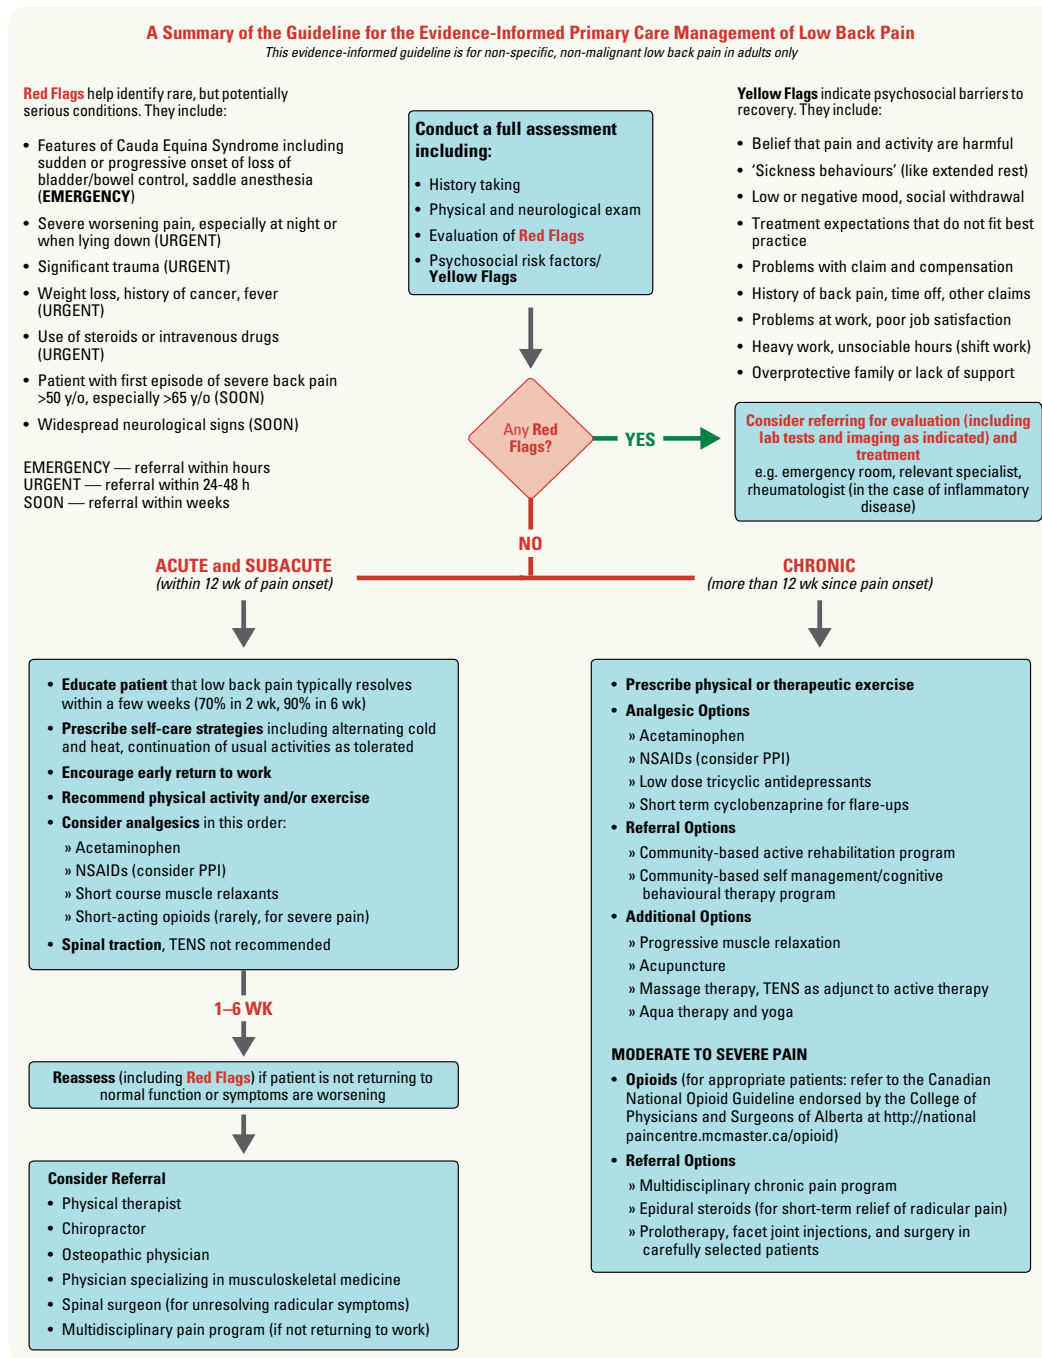 A Summary of the Guideline for the Evidence-Informed Primary Care Management of Low Back Pain
This evidence-informed guideline is for non-specific, non-malignant low back pain in adults only
Red Flags help identify rare, but potentially
serious conditions. They include:
• Features of Cauda Equina Syndrome including
sudden or progressive onset of loss of
bladder/bowel control, saddle anesthesia
(EMERGENCY)
• Severe worsening pain, especially at night or
when lying down (URGENT)
• Significant trauma (URGENT)
• Weight loss, history of cancer, fever
(URGENT)
• Use of steroids or intravenous drugs
(URGENT)
• Patient with first episode of severe back pain
>50 y/o, especially >65 y/o (SOON)
• Widespread neurological signs (SOON)
EMERGENCY — referral within hours
URGENT — referral within 24-48 h
SOON — referral within weeks
Conduct a full assessment
including:
• History taking
• Physical and neurological exam
• Evaluation of Red Flags
• Psychosocial risk factors/
Yellow Flags
Yellow Flags indicate psychosocial barriers to
recovery. They include:
• Belief that pain and activity are harmful
• ‘Sickness behaviours’ (like extended rest)
• Low or negative mood, social withdrawal
• Treatment expectations that do not fit best
practice
• Problems with claim and compensation
• History of back pain, time off, other claims
• Problems at work, poor job satisfaction
• Heavy work, unsociable hours (shift work)
• Overprotective family or lack of support
Any Red
Flags?
YES
Consider referring for evaluation (including
lab tests and imaging as indicated) and
treatment
e.g. emergency room, relevant specialist,
rheumatologist (in the case of inflammatory
disease)
NO
ACUTE and SUBACUTE
(within 12 wk of pain onset)
• Educate patient that low back pain typically resolves
within a few weeks (70% in 2 wk, 90% in 6 wk)
• Prescribe self-care strategies including alternating cold
and heat, continuation of usual activities as tolerated
• Encourage early return to work
• Recommend physical activity and/or exercise
• Consider analgesics in this order:
» Acetaminophen
» NSAIDs (consider PPI)
» Short course muscle relaxants
» Short-acting opioids (rarely, for severe pain)
• Spinal traction, TENS not recommended
1–6 WK
Reassess (including Red Flags) if patient is not returning to
normal function or symptoms are worsening
Consider Referral
• Physical therapist
• Chiropractor
• Osteopathic physician
• Physician specializing in musculoskeletal medicine
• Spinal surgeon (for unresolving radicular symptoms)
• Multidisciplinary pain program (if not returning to work)
CHRONIC
(more than 12 wk since pain onset)
• Prescribe physical or therapeutic exercise
• Analgesic Options
» Acetaminophen
» NSAIDs (consider PPI)
» Low dose tricyclic antidepressants
» Short term cyclobenzaprine for flare-ups
• Referral Options
» Community-based active rehabilitation program
» Community-based self management/cognitive
behavioural therapy program
• Additional Options
» Progressive muscle relaxation
» Acupuncture
» Massage therapy, TENS as adjunct to active therapy
» Aqua therapy and yoga
MODERATE TO SEVERE PAIN
• Opioids (for appropriate patients: refer to the Canadian
National Opioid Guideline endorsed by the College of
Physicians and Surgeons of Alberta at http://national
paincentre.mcmaster.ca/opioid)
• Referral Options
» Multidisciplinary chronic pain program
» Epidural steroids (for short-term relief of radicular pain)
» Prolotherapy, facet joint injections, and surgery in
carefully selected patients